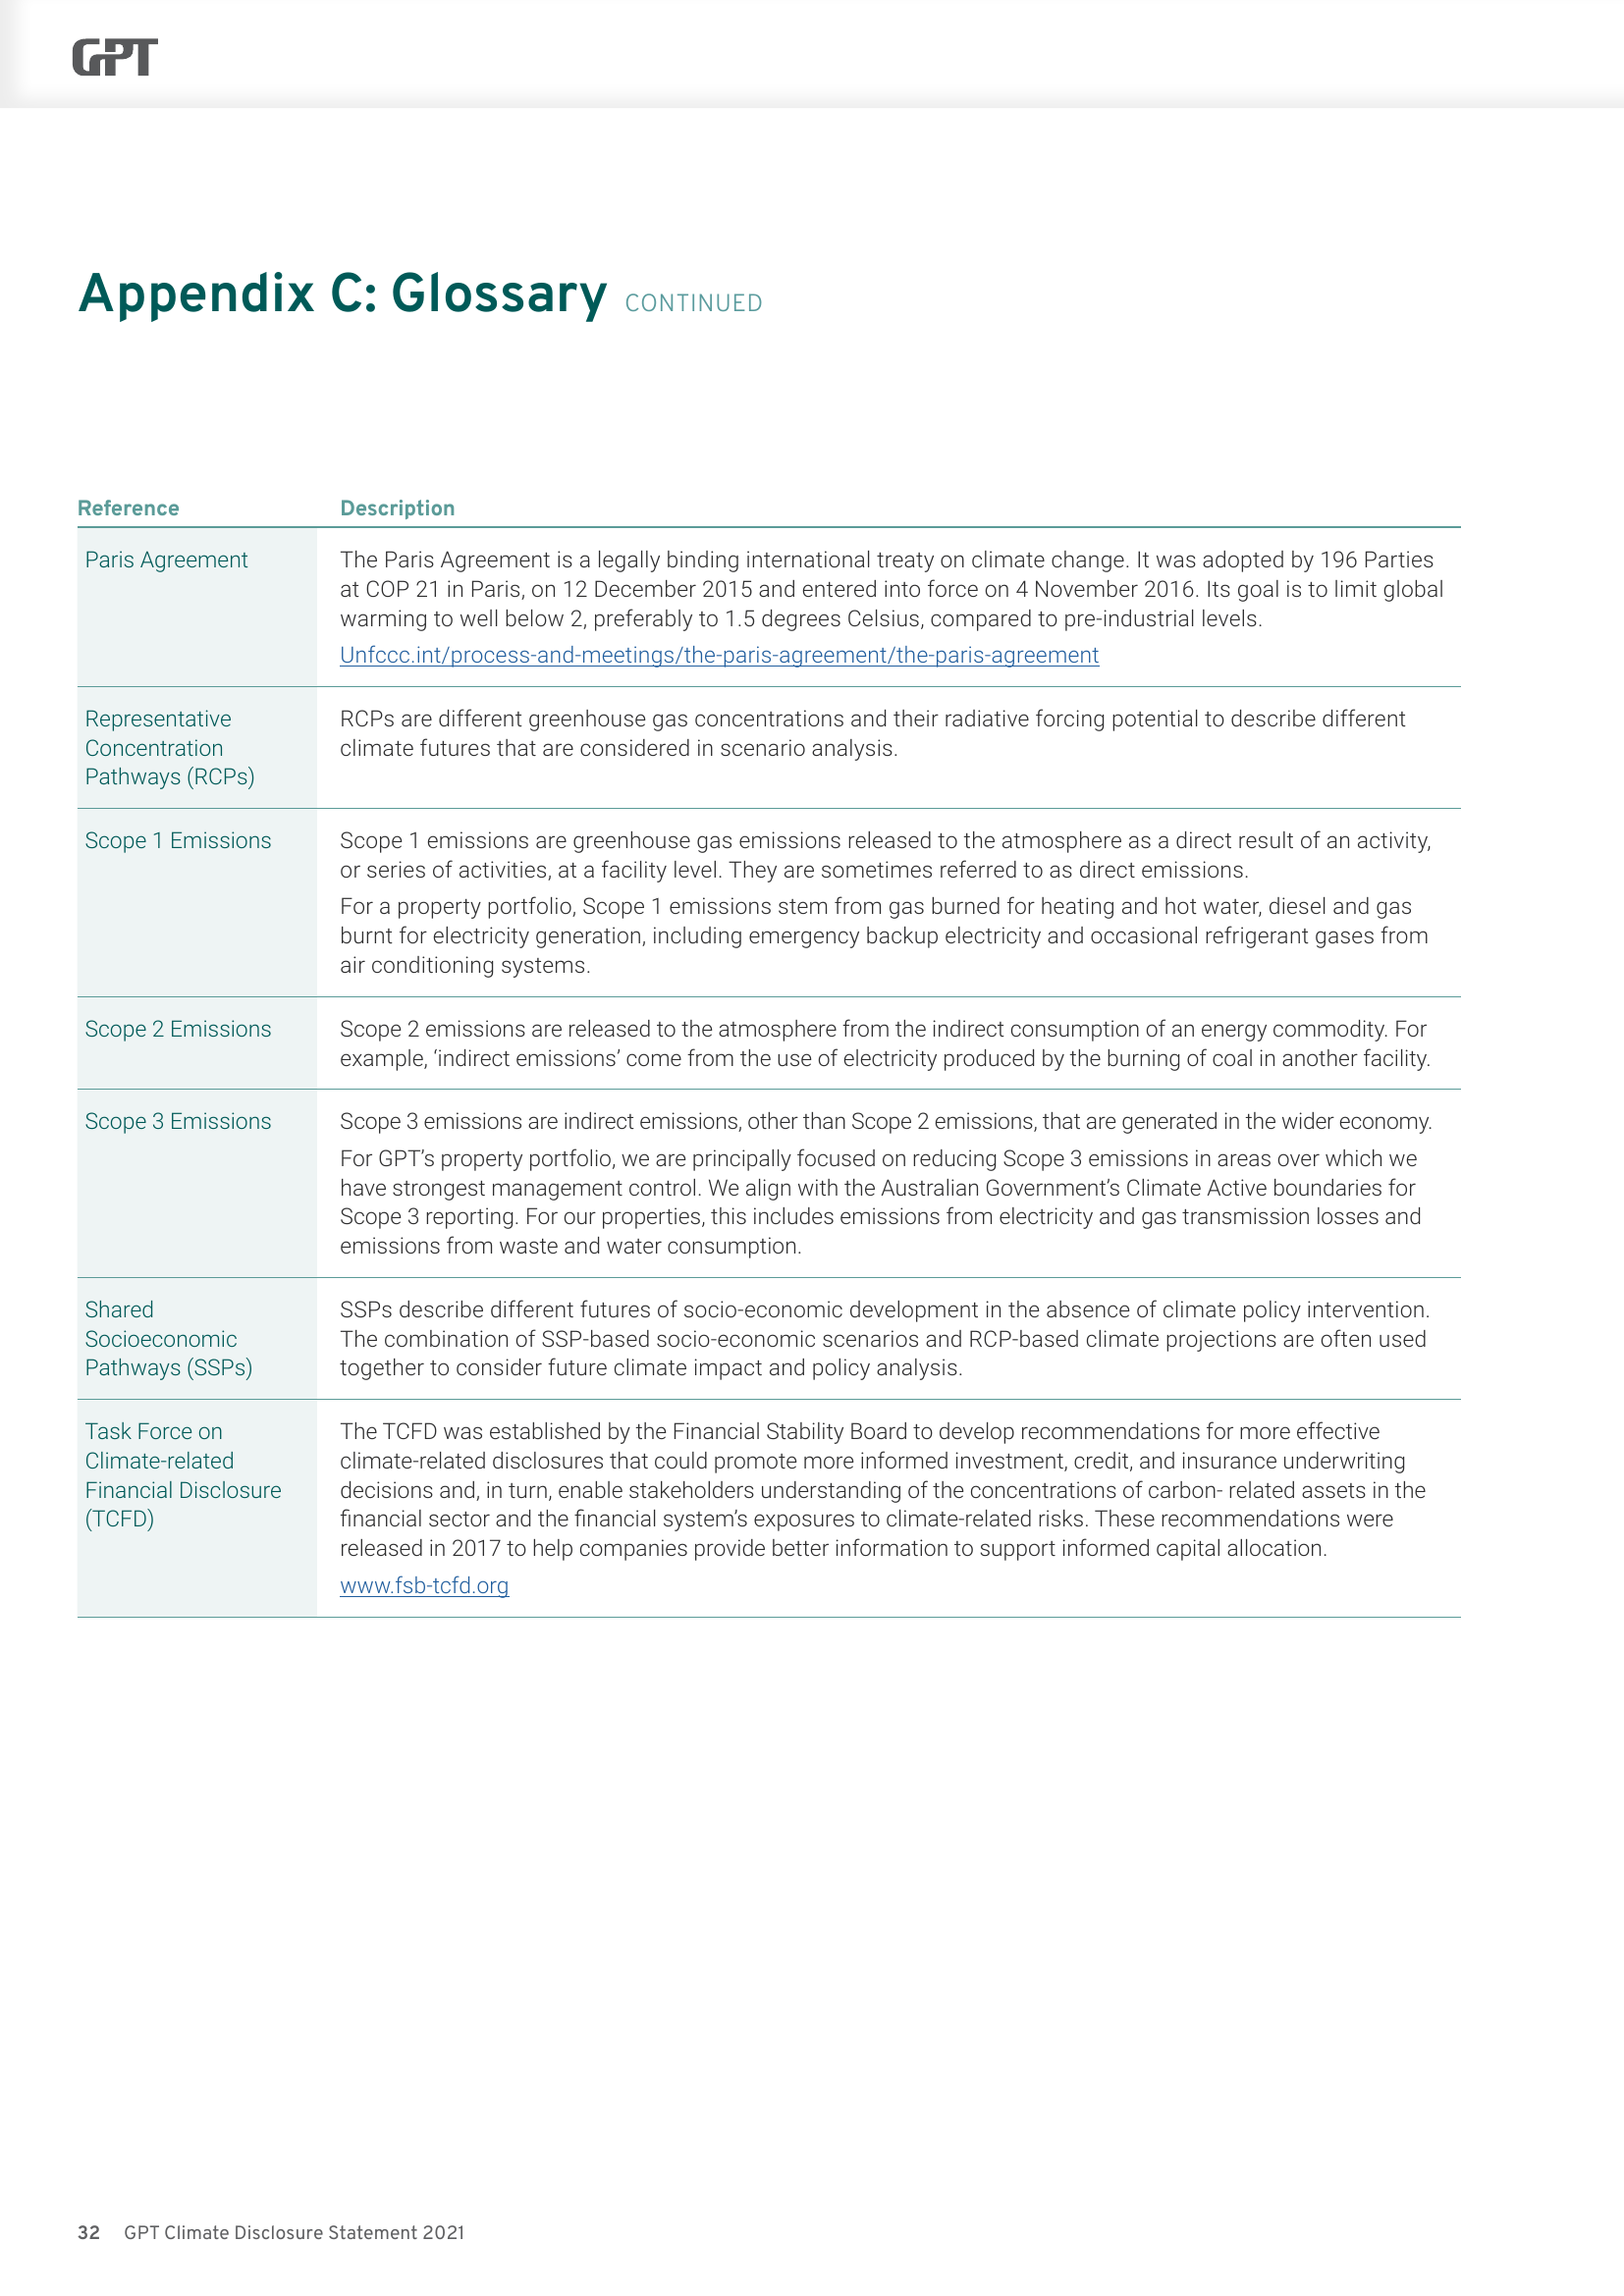 GPT
Appendix C: Glossary CONTINUED
Reference Description
Paris Agreement
The Paris Agreement is a legally binding international treaty on climate change. It was adopted by 196 Parties
at COP 21 in Paris, on 12 December 2015 and entered into force on 4 November 2016. Its goal is to limit global
warming to well below 2, preferably to 1.5 degrees Celsius, compared to pre-industrial levels.
Unfccc.int/process-and-meetings/the-paris-agreement/the-paris-agreement
Representative
Concentration
Pathways (RCPs)
RCPs are different greenhouse gas concentrations and their radiative forcing potential to describe different
climate futures that are considered in scenario analysis.
Scope 1 Emissions
Scope 1 emissions are greenhouse gas emissions released to the atmosphere as a direct result of an activity,
or series of activities, at a facility level. They are sometimes referred to as direct emissions.
For a property portfolio, Scope 1 emissions stem from gas burned for heating and hot water, diesel and gas
burnt for electricity generation, including emergency backup electricity and occasional refrigerant gases from
air conditioning systems.
Scope 2 Emissions
Scope 2 emissions are released to the atmosphere from the indirect consumption of an energy commodity. For
example, ‘indirect emissions’ come from the use of electricity produced by the burning of coal in another facility.
Scope 3 Emissions
Scope 3 emissions are indirect emissions, other than Scope 2 emissions, that are generated in the wider economy.
For GPT’s property portfolio, we are principally focused on reducing Scope 3 emissions in areas over which we
have strongest management control. We align with the Australian Government’s Climate Active boundaries for
Scope 3 reporting. For our properties, this includes emissions from electricity and gas transmission losses and
emissions from waste and water consumption.
Shared
Socioeconomic
Pathways (SSPs)
SSPs describe different futures of socio-economic development in the absence of climate policy intervention.
The combination of SSP-based socio-economic scenarios and RCP-based climate projections are often used
together to consider future climate impact and policy analysis.
Task Force on
Climate-related
Financial Disclosure
(TCFD)
The TCFD was established by the Financial Stability Board to develop recommendations for more effective
climate-related disclosures that could promote more informed investment, credit, and insurance underwriting
decisions and, in turn, enable stakeholders understanding of the concentrations of carbon- related assets in the
financial sector and the financial system’s exposures to climate-related risks. These recommendations were
released in 2017 to help companies provide better information to support informed capital allocation.
www.fsb-tcfd.org
32 GPT Climate Disclosure Statement 2021